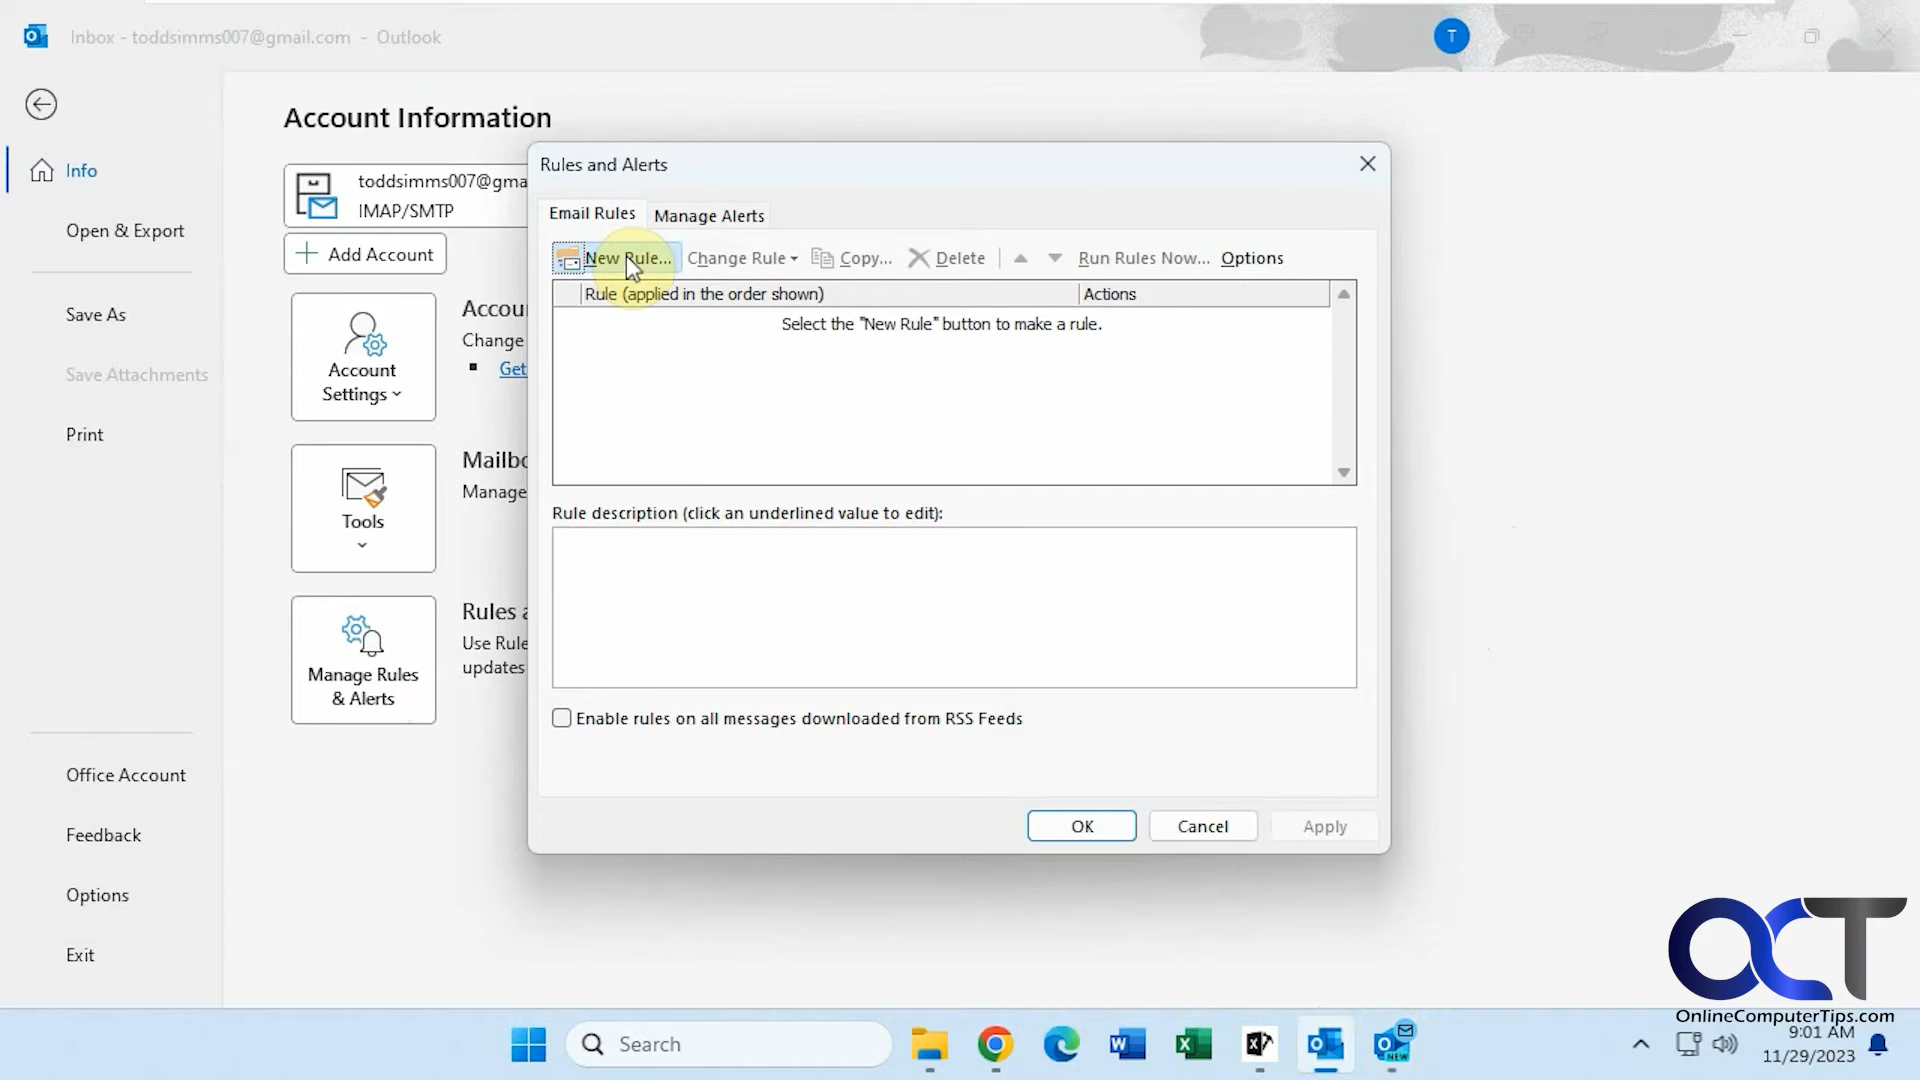 Inbox - toddsimms007@gmail.com - Outlook
T
Account Information
Info
Open & Export
Save As
Save Attachments
Print
Office Account
Feedback
Options
Exit
toddsimms007@gma
IMAP/SMTP
Add Account
Account
Settings
Accou
Change
Get
Tools
Mailbo
Manage
Manage Rules
& Alerts
Rules a
Use Rule
updates
Rules and Alerts
Email Rules
Manage Alerts
New Rule...
Change Rule
Copy...
Delete
Run Rules Now...
Options
Rule (applied in the order shown)
Actions
Select the "New Rule" button to make a rule.
Rule description (click an underlined value to edit):
Enable rules on all messages downloaded from RSS Feeds
OK
Cancel
Apply
OCT
OnlineComputerTips.com
Search
NEW
9:01 AM
11/29/2023